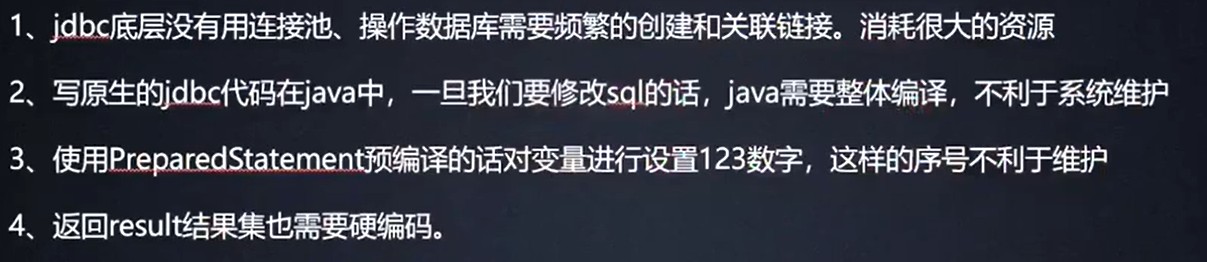 1、jdbc底层没有用连接池、操作数据库需要频繁的创建和关联链接。消耗很大的资源
2、写原生的jdbc代码在java中，一旦我们要修改sql的话，java需要整体编译，不利于系统维护
3、使用PreparedStatement预编译的话对变量进行设置123数字，这样的序号不利于维护
4、返回result结果集也需要硬编码。